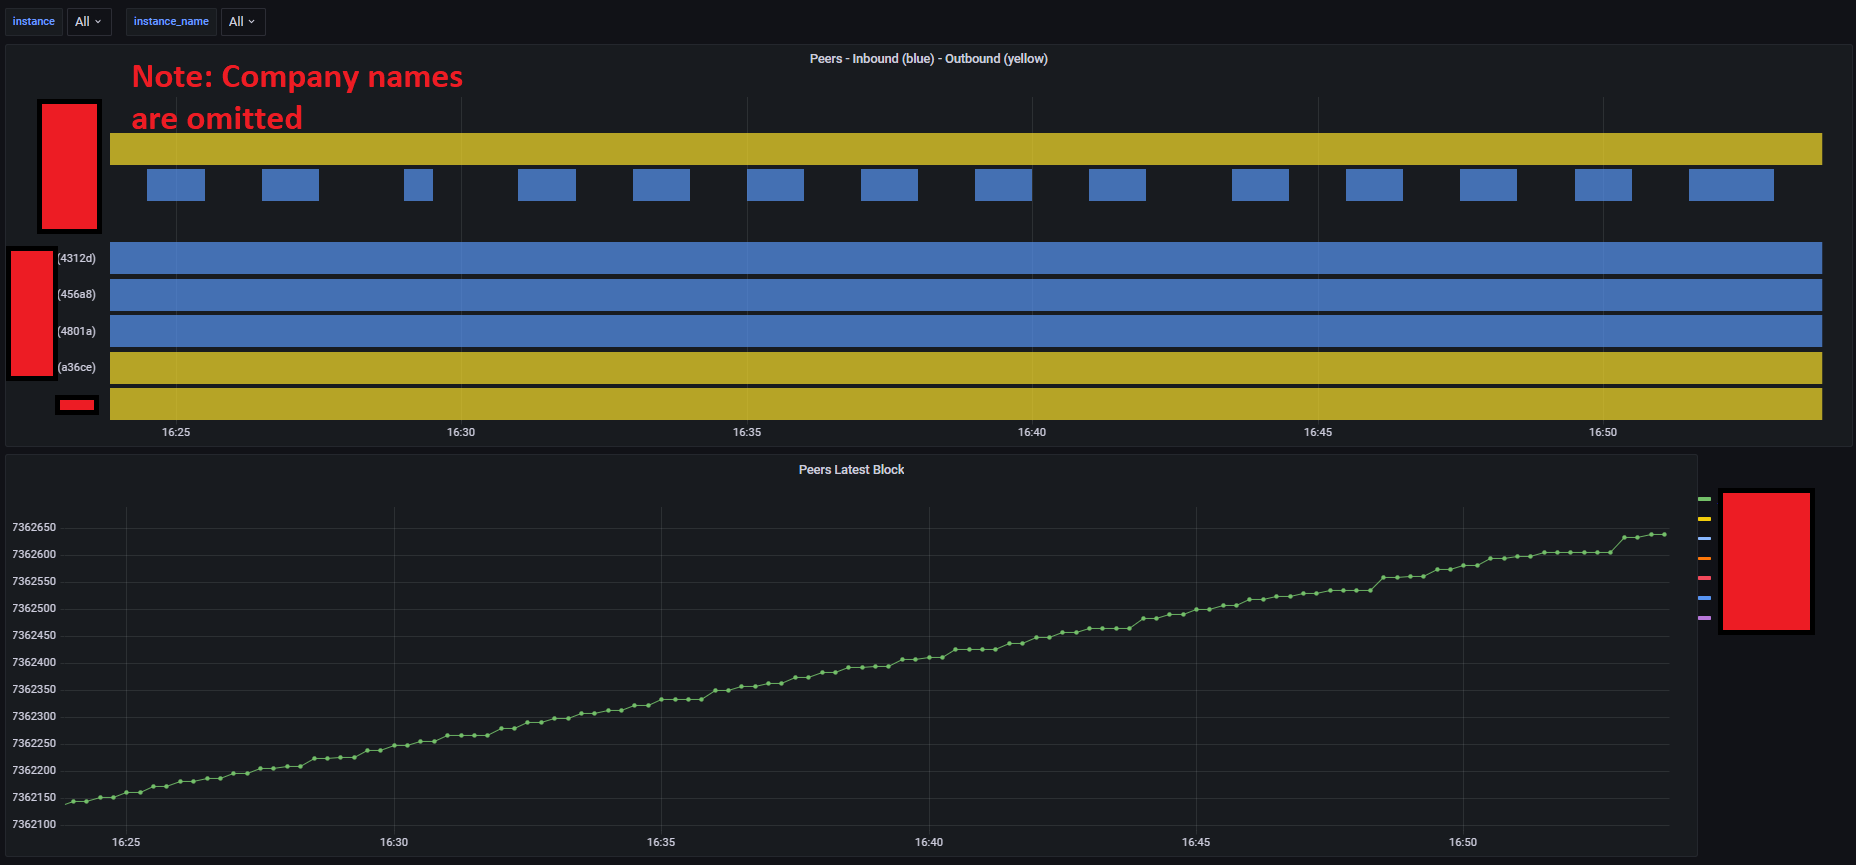 instance All instance_name All
Peers - Inbound (blue) - Outbound (yellow)
Note: Company names
are omitted
(4312d)
(456a8)
(4801a)
(a36ce)
16:25 16:30 16:35 16:40 16:45 16:50
Peers Latest Block
7362650
7362600
7362550
7362500
7362450
7362400
7362350
7362300
7362250
7362200
7362150
7362100
16:25 16:30 16:35 16:40 16:45 16:50